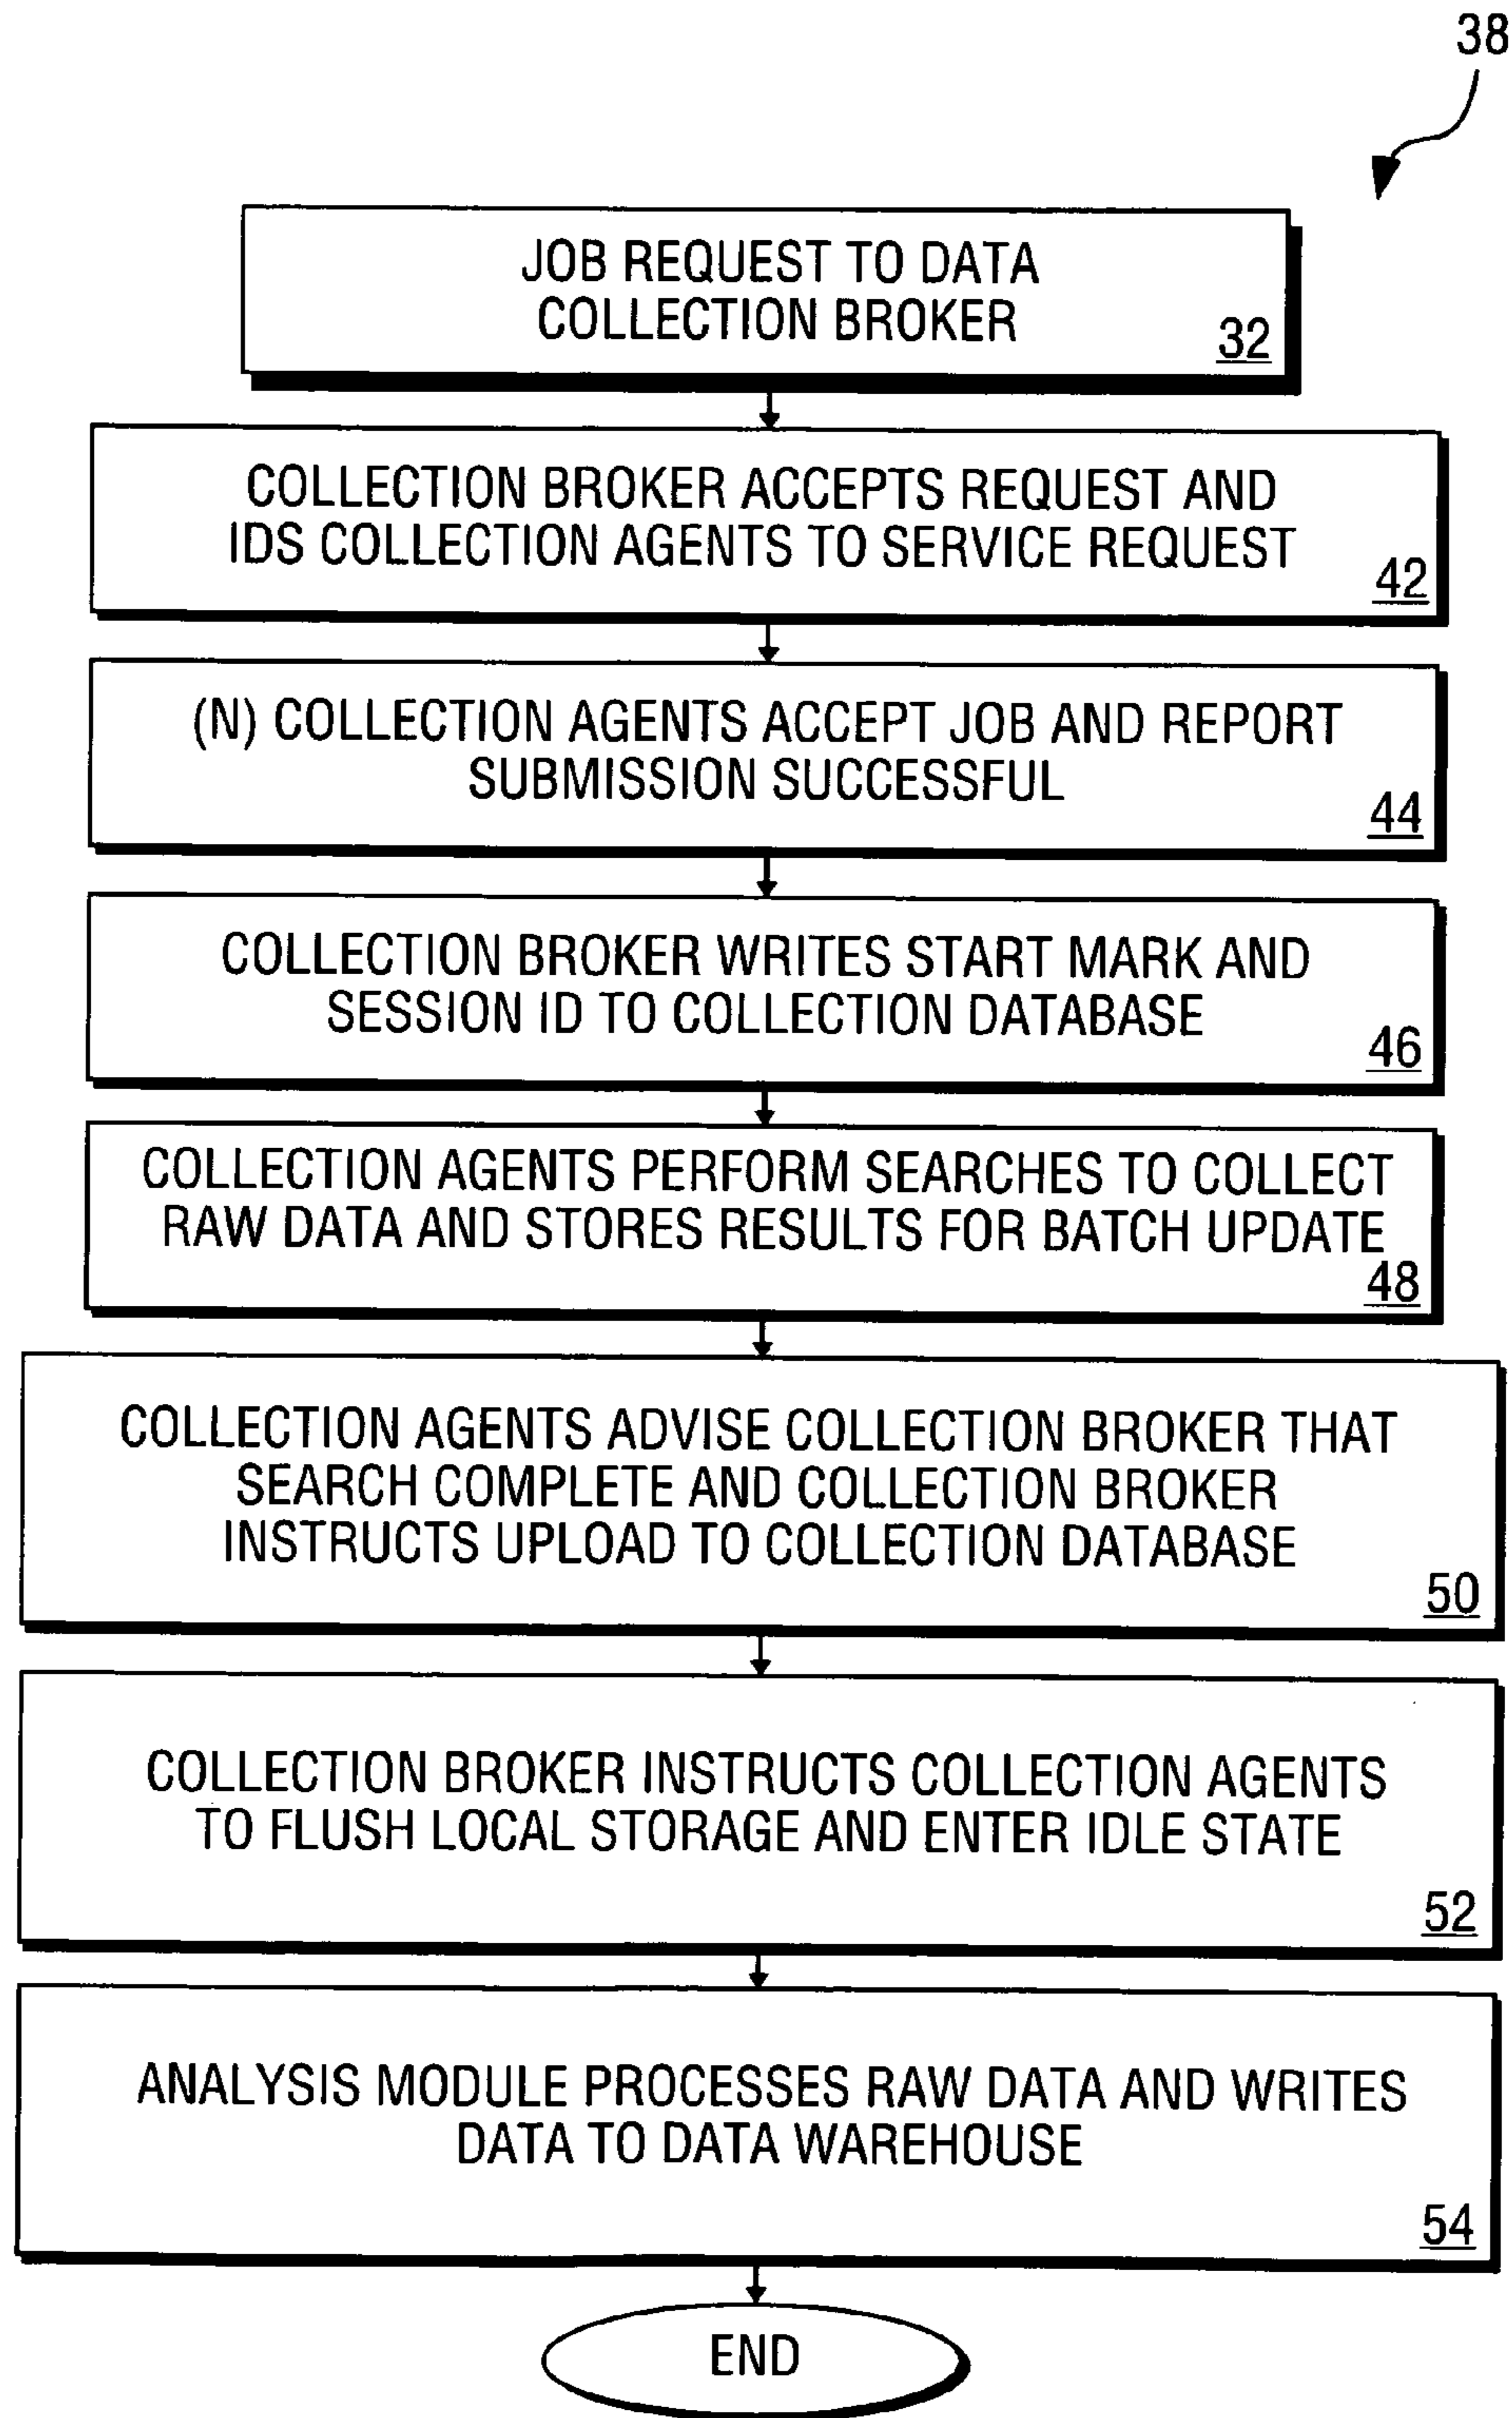 38
JOB REQUEST TO DATA
COLLECTION BROKER
32
COLLECTION BROKER ACCEPTS REQUEST AND
IDS COLLECTION AGENTS TO SERVICE REQUEST
42
(N) COLLECTION AGENTS ACCEPT JOB AND REPORT
SUBMISSION SUCCESSFUL
44
COLLECTION BROKER WRITES START MARK AND
SESSION ID TO COLLECTION DATABASE
46
COLLECTION AGENTS PERFORM SEARCHES TO COLLECT
RAW DATA AND STORES RESULTS FOR BATCH UPDATE
48
COLLECTION AGENTS ADVISE COLLECTION BROKER THAT
SEARCH COMPLETE AND COLLECTION BROKER
INSTRUCTS UPLOAD TO COLLECTION DATABASE
50
COLLECTION BROKER INSTRUCTS COLLECTION AGENTS
TO FLUSH LOCAL STORAGE AND ENTER IDLE STATE
52
ANALYSIS MODULE PROCESSES RAW DATA AND WRITES
DATA TO DATA WAREHOUSE
54
END